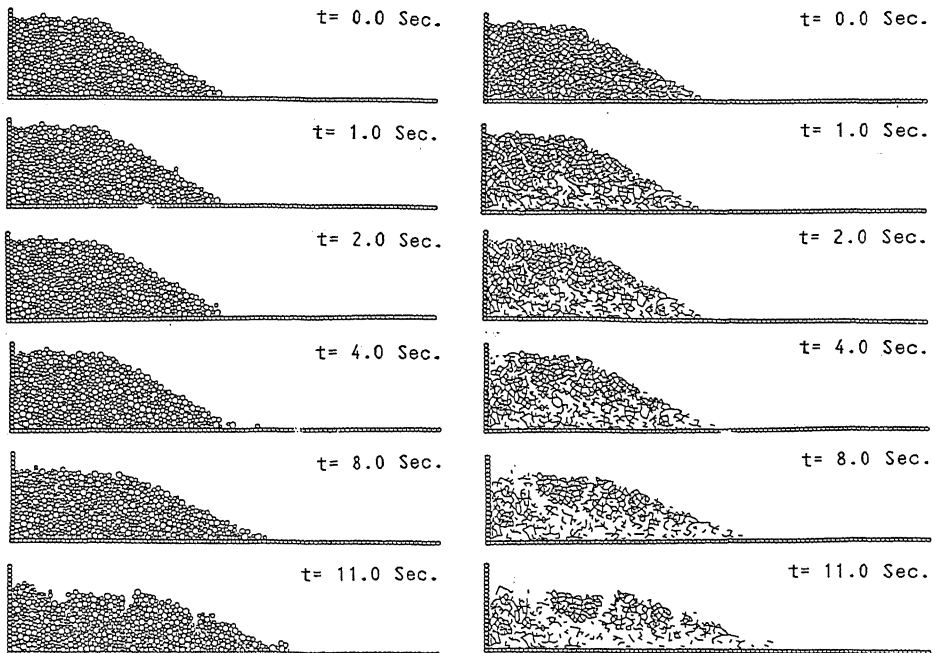 t= 0.0 Sec.
t= 0.0 Sec.
t= 1.0 Sec.
t= 1.0 Sec.
t= 2.0 Sec.
t= 2.0 Sec.
t= 4.0 Sec.
t= 4.0 Sec.
t= 8.0 Sec.
t= 8.0 Sec.
t= 11.0 Sec.
t= 11.0 Sec.